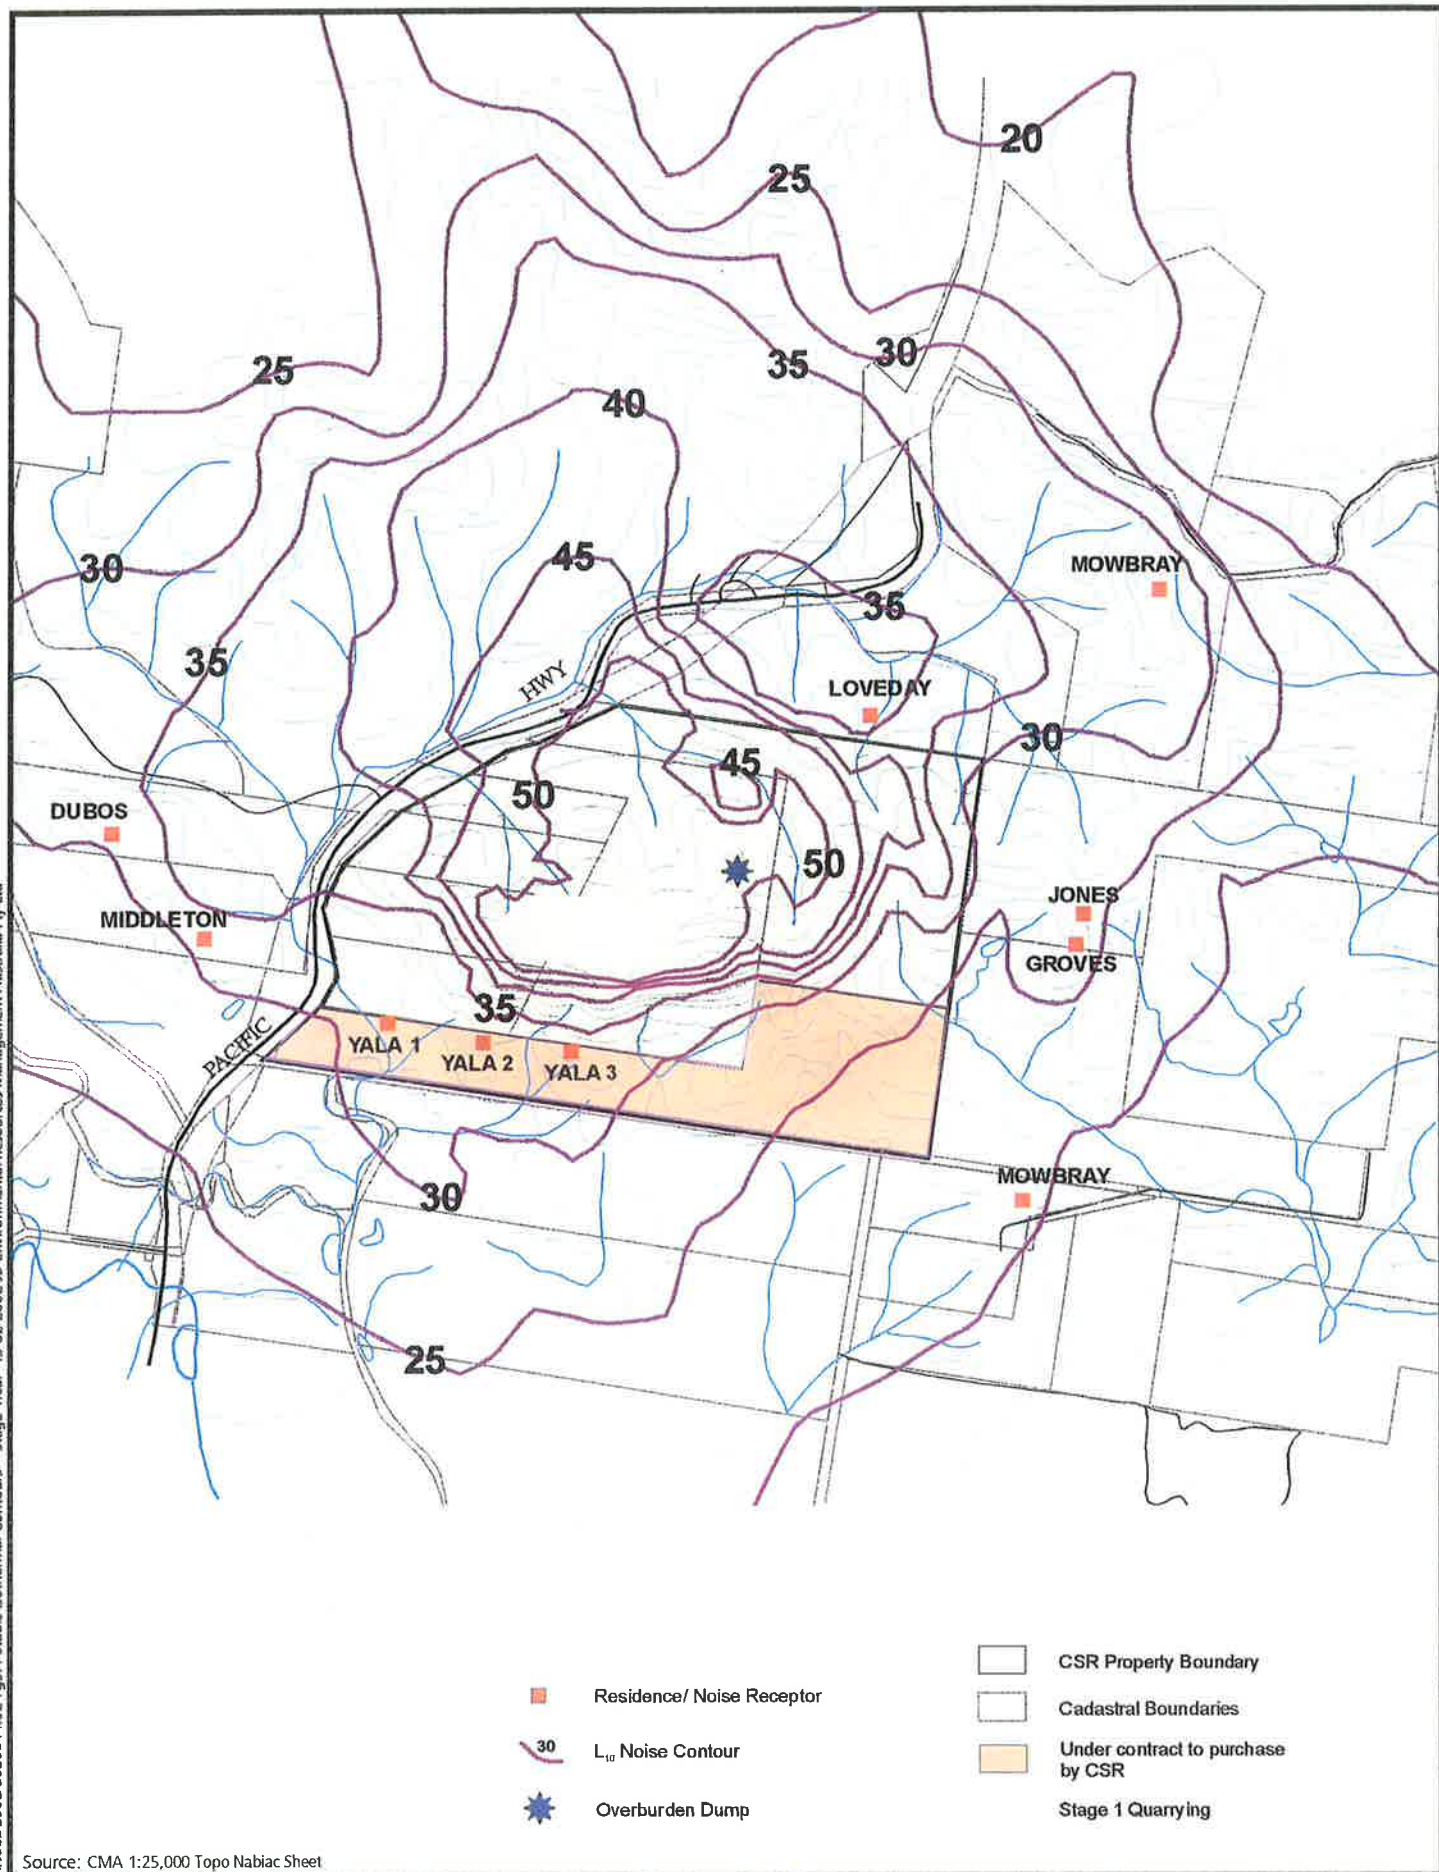 20
25
25
30
35
40
45
30
MOWBRAY
35
35
HWY
LOVEDAY
30
45
50
DUBOS
50
JONES
MIDDLETON
GROVES
35
PACIFIC
YALA 1
YALA 2
YALA 3
MOWBRAY
30
25
CSR Property Boundary
Residence/ Noise Receptor
Cadastral Boundaries
30
L10 Noise Contour
Under contract to purchase
by CSR
Overburden Dump
Stage 1 Quarrying
Source: CMA 1:25,000 Topo Nabiac Sheet